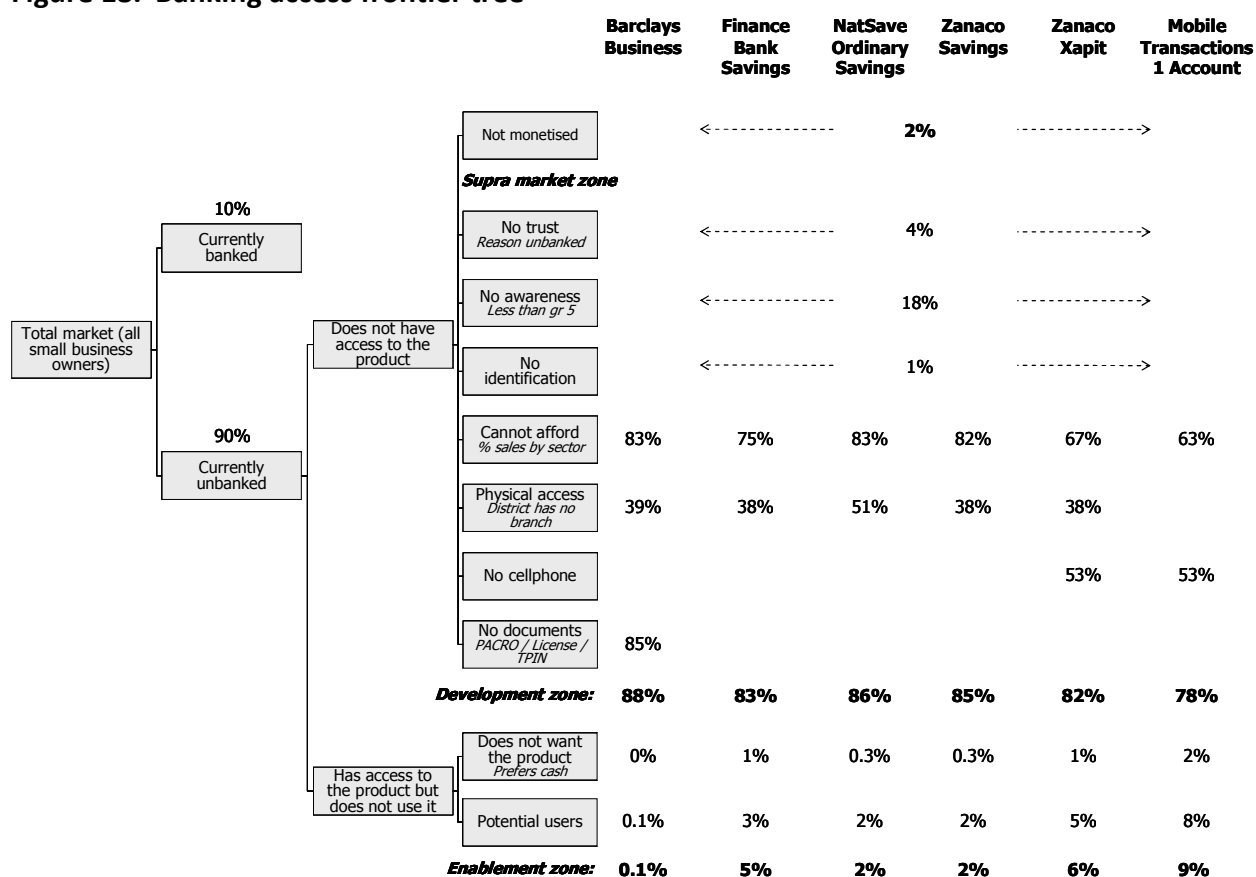 Barclays Business
Finance Bank Savings
NatSave Ordinary Savings
Zanaco Savings
Zanaco Xapit
Mobile Transactions 1 Account
Not monetised
2%
Supra market zone
10%
Currently
banked
No trust
Reason unbanked
4%
No awareness
Less than gr 5
18%
Total market (all
small business
owners)
Does not have
access to the
product
No
identification
1%
90%
Currently
unbanked
Cannot afford
% sales by sector
83% 75% 83% 82% 67% 63%
Physical access
District has no
branch
39% 38% 51% 38% 38%
No cellphone
53% 53%
No documents
PACRO / License /
TPIN
85%
Development zone: 88% 83% 86% 85% 82% 78%
Has access to
the product but
does not use it
Does not want
the product
Prefers cash
0% 1% 0.3% 0.3% 1% 2%
Potential users
0.1% 3% 2% 2% 5% 8%
Enablement zone: 0.1% 5% 2% 2% 6% 9%